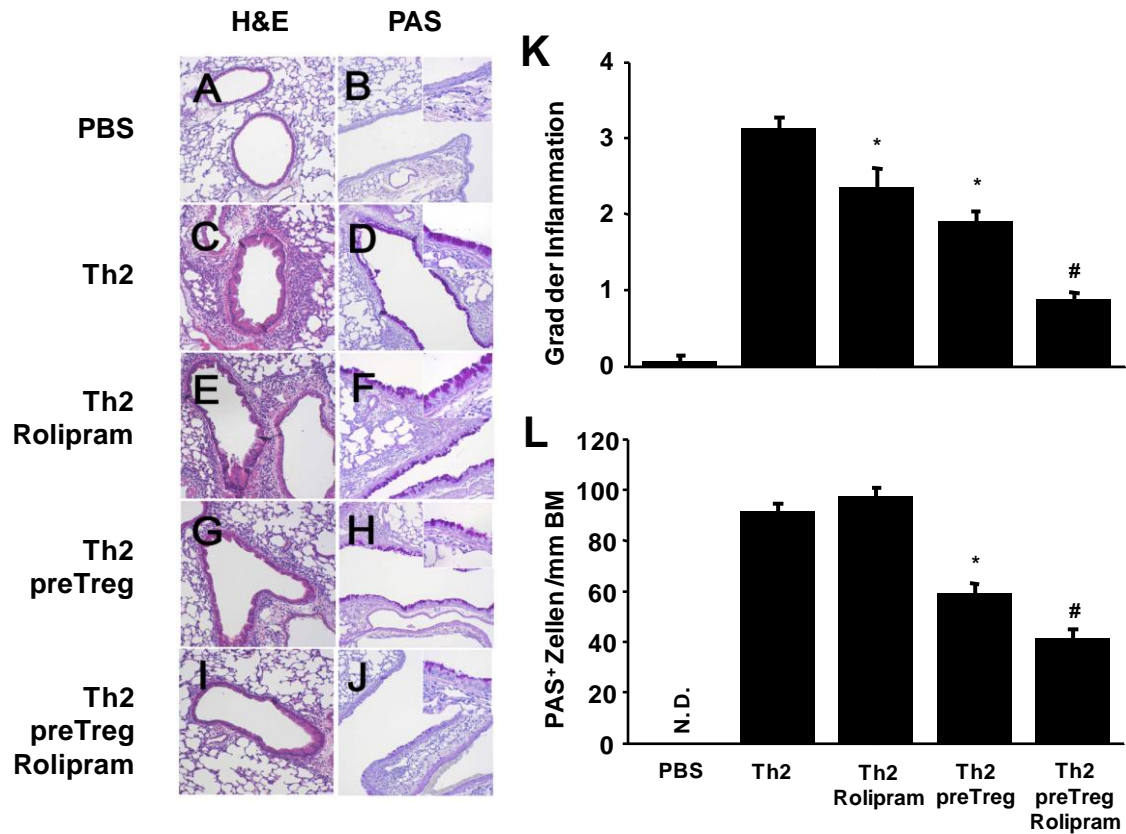 H&E PAS
PBS
Th2
Th2
Rolipram
Th2
preTreg
Th2
preTreg
Rolipram
A B
C D
E F
G H
I J
K
Grad der Inflammation
4
3
2
1
0
*
*
#
L
PAS+ Zellen /mm BM
120
100
80
60
40
20
0
N.D.
*
#
PBS
Th2
Th2
Rolipram
Th2
preTreg
Th2
preTreg
Rolipram